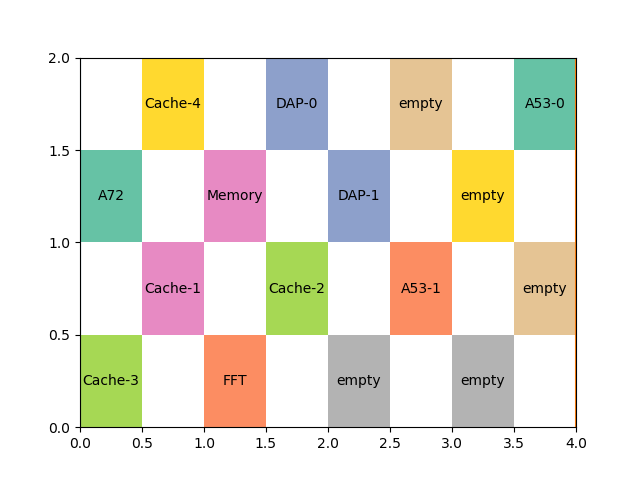 2.0
Cache-4 DAP-0 empty A53-0
1.5
A72 Memory DAP-1 empty
1.0
Cache-1 Cache-2 A53-1 empty
0.5
Cache-3 FFT empty empty
0.0
0.0 0.5 1.0 1.5 2.0 2.5 3.0 3.5 4.0